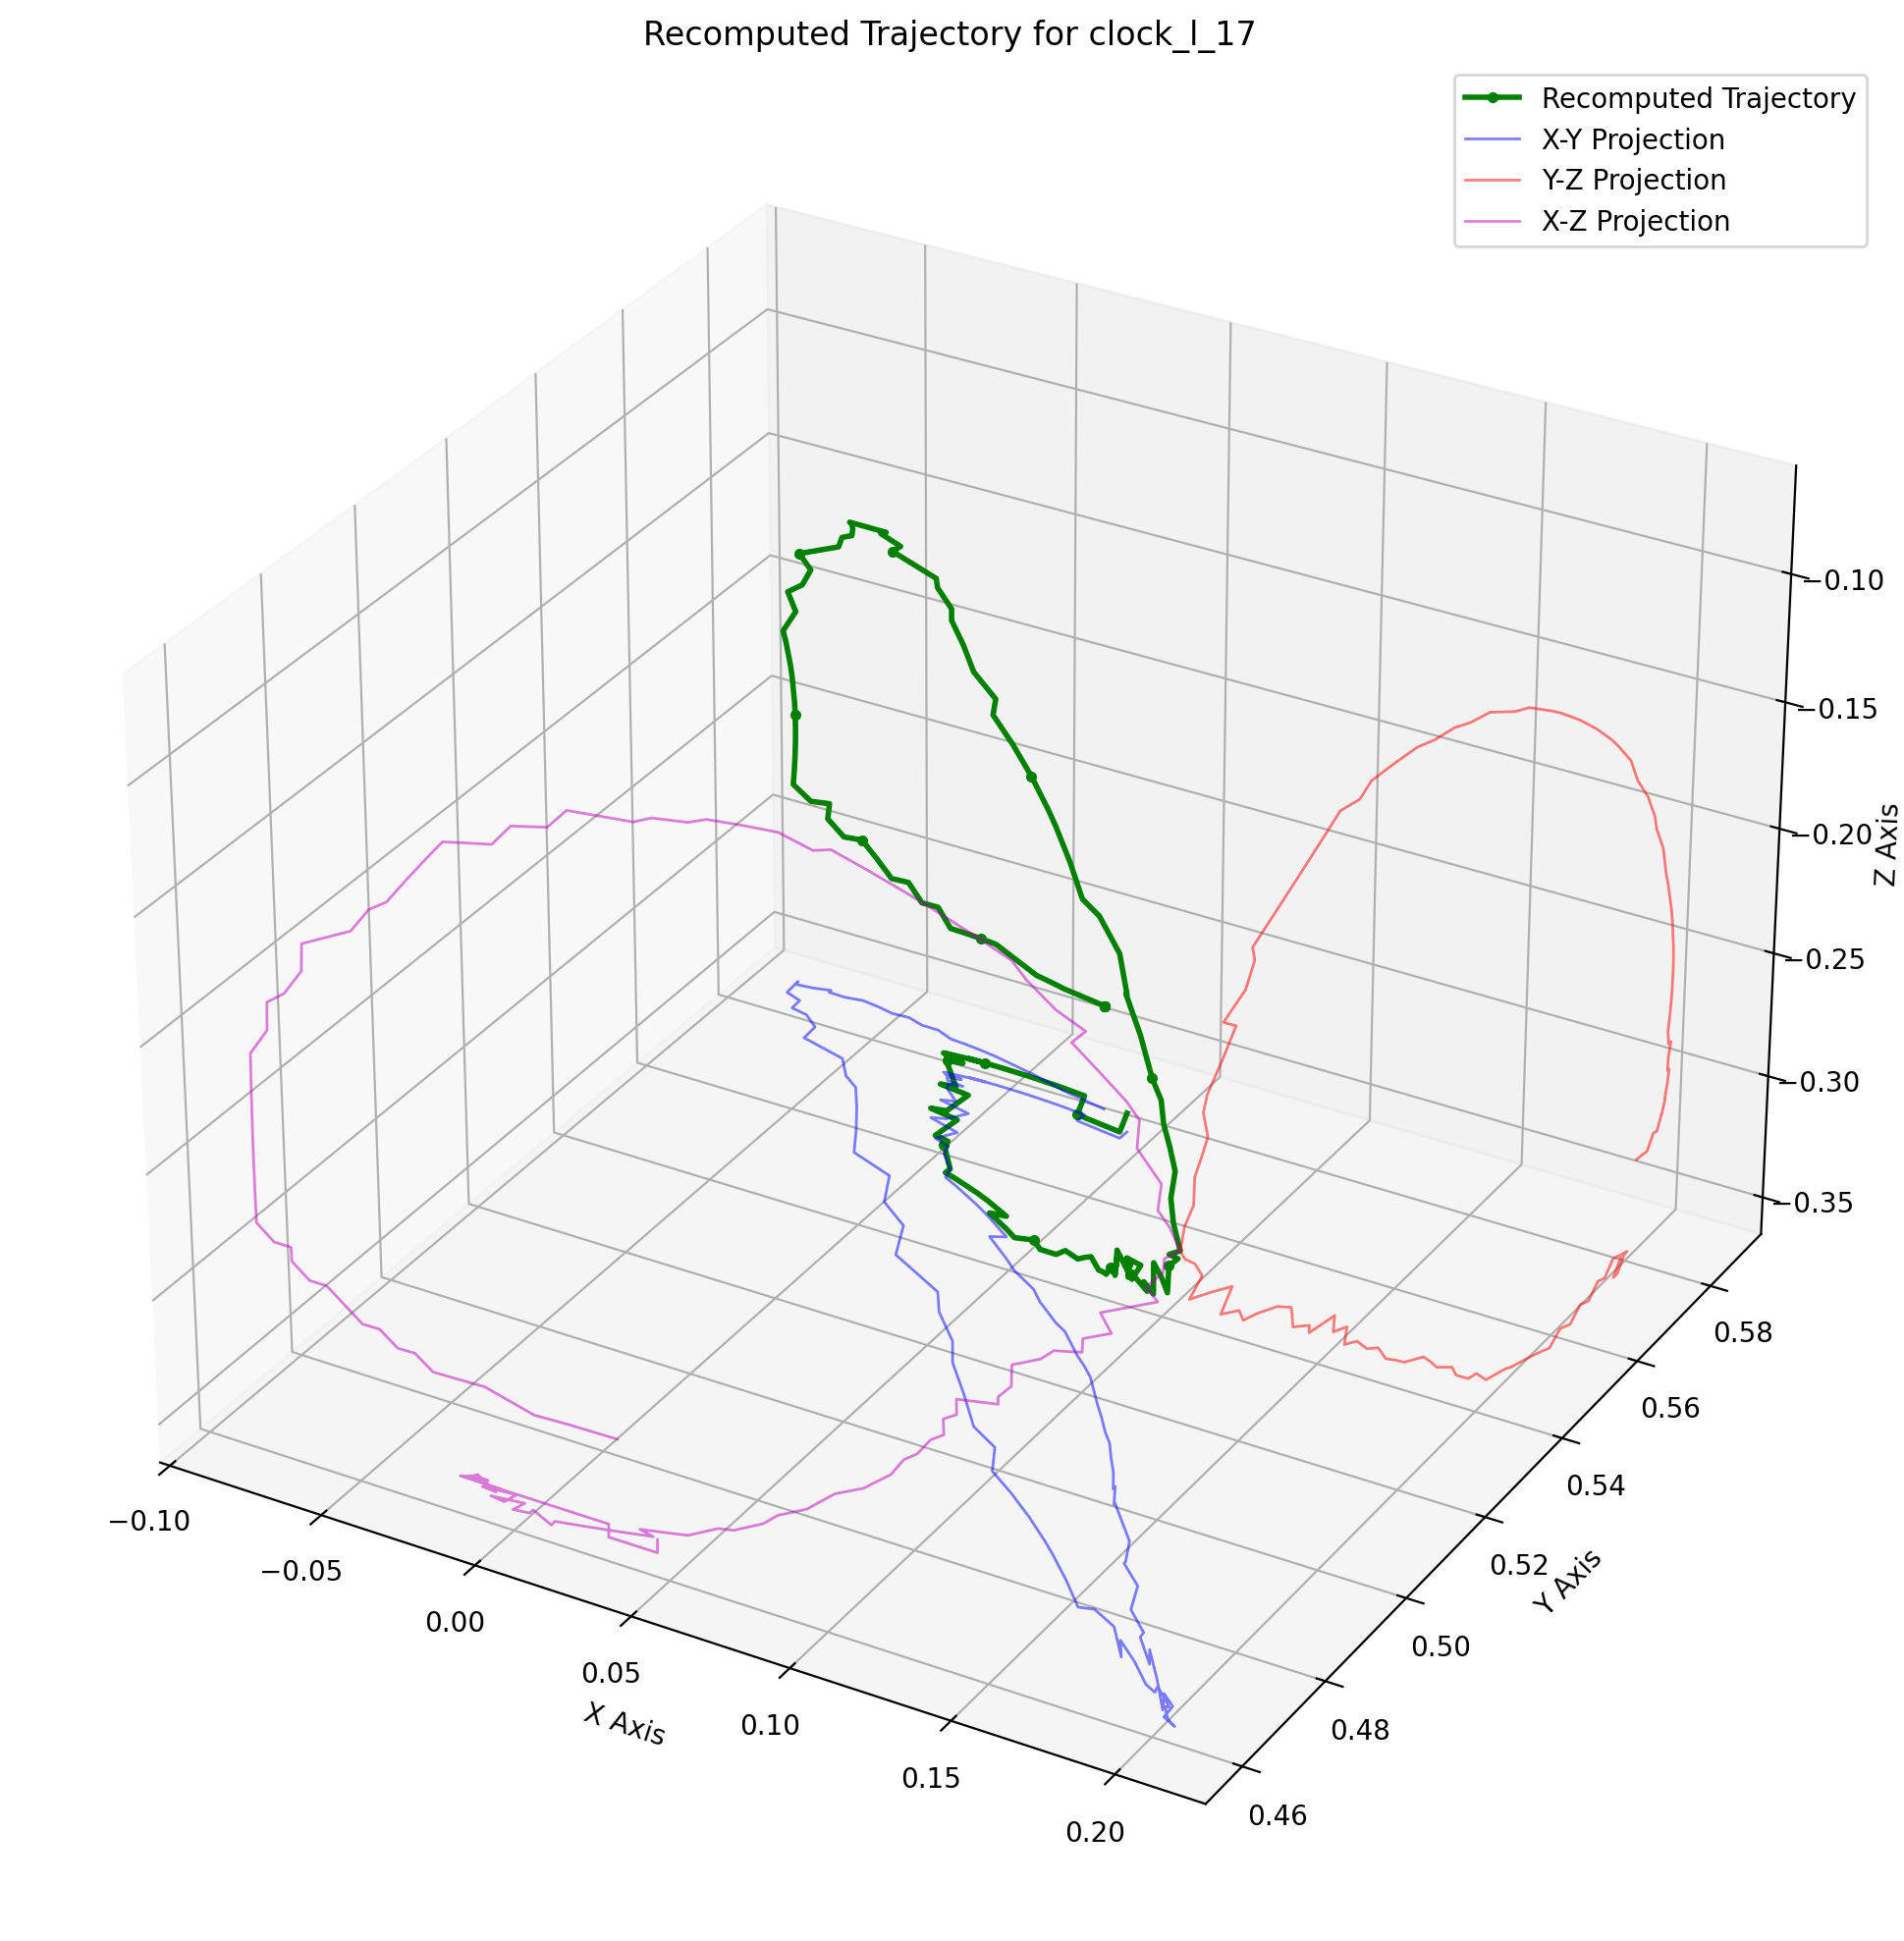 Recomputed Trajectory for clock_l_17
Recomputed Trajectory
X-Y Projection
Y-Z Projection
X-Z Projection
−0.10
−0.15
−0.20
−0.25
−0.30
−0.35
Z Axis
0.58
0.56
0.54
0.52
0.50
0.48
0.46
Y Axis
−0.10
−0.05
0.00
0.05
0.10
0.15
0.20
X Axis